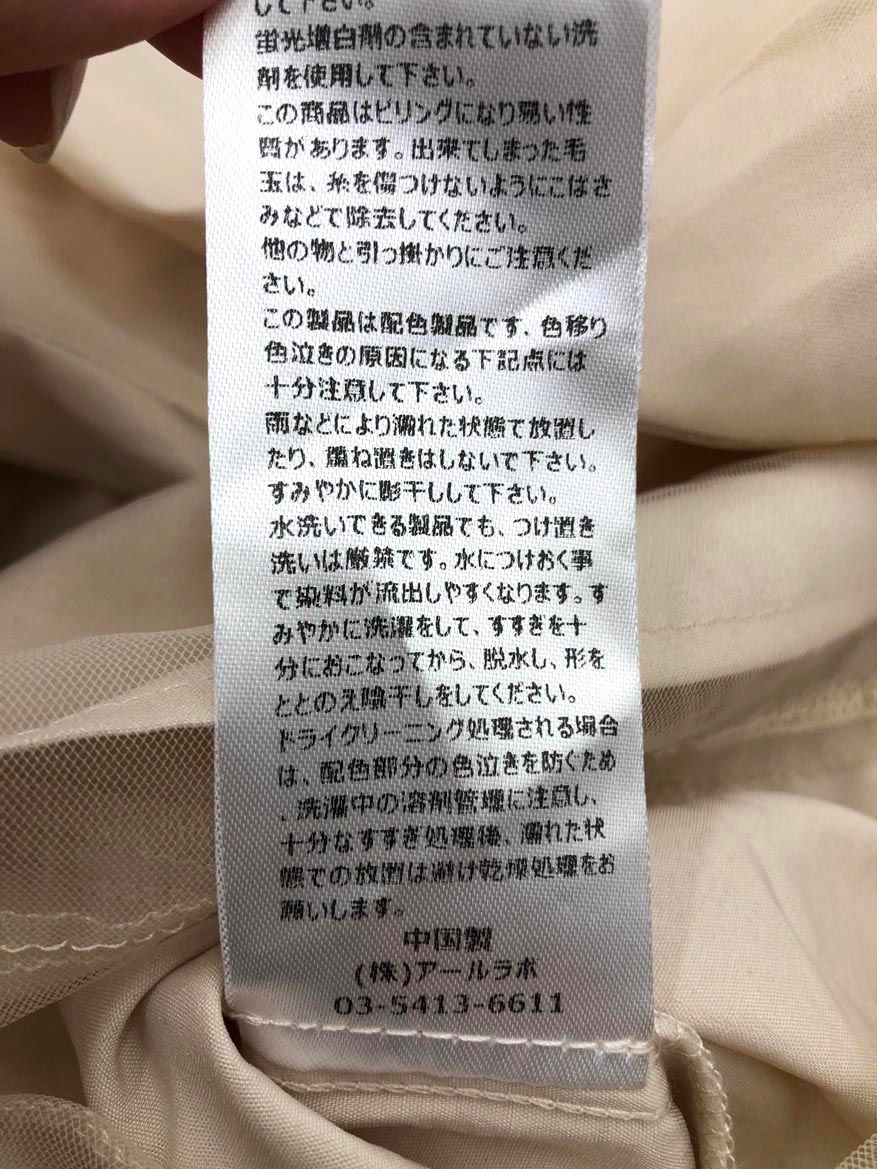 して下さい。
蛍光増白剤の含まれていない洗
剤を使用して下さい。
この商品はピリングになり易い性
質があります。出来てしまった毛
玉は、糸を傷つけないようにこばさ
みなどで除去してください。
他の物と引っ掛かりにご注意くだ
さい。
この製品は配色製品です、色移り
色泣きの原因になる下記点には
十分注意して下さい。
雨などにより濡れた状態で放置し
たり、重ね置きはしないで下さい。
すみやかに影干しして下さい。
水洗いできる製品でも、つけ置き
洗いは厳禁です。水につけおく事
で染料が流出しやすくなります。す
みやかに洗濯をして、すすぎを十
分におこなってから、脱水し、形を
ととのえ陰干しをしてください。
ドライクリーニング処理される場合
は、配色部分の色泣きを防ぐため
、洗濯中の溶剤管理に注意し、
十分なすすぎ処理後、濡れた状
態での放置は避け乾燥処理をお
願いします。
中国製
(株)アールラボ
03-5413-6611